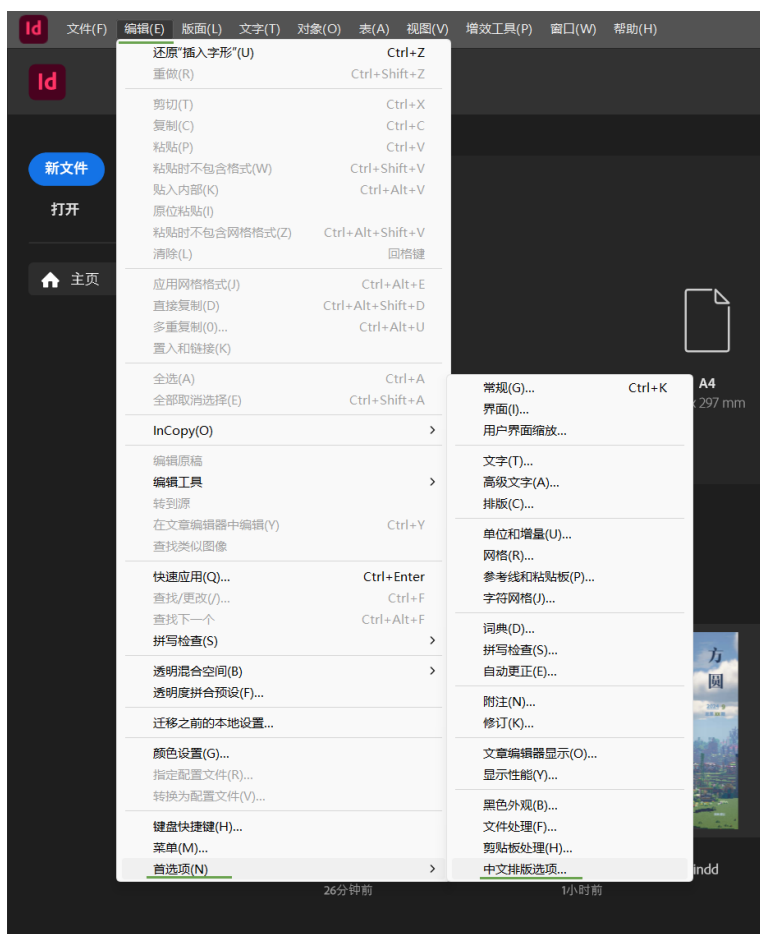 Id 文件(F) 编辑(E) 版面(L) 文字(T) 对象(O) 表(A) 视图(V) 增效工具(P) 窗口(W) 帮助(H)
Id
新文件
打开
主页
还原“插入字形”(U) Ctrl+Z
重做(R) Ctrl+Shift+Z
剪切(T) Ctrl+X
复制(C) Ctrl+C
粘贴(P) Ctrl+V
粘贴时不包含格式(W) Ctrl+Shift+V
贴入内部(K) Ctrl+Alt+V
原位粘贴(I)
粘贴时不包含网格格式(Z) Ctrl+Alt+Shift+V
清除(L) 回格键
应用网格格式(J) Ctrl+Alt+E
直接复制(D) Ctrl+Alt+Shift+D
多重复制(0)... Ctrl+Alt+U
置入和链接(K)
全选(A) Ctrl+A
全部取消选择(E) Ctrl+Shift+A
InCopy(O)
编辑原稿
编辑工具
转到源
在文章编辑器中编辑(Y) Ctrl+Y
查找类似图像
快速应用(Q)... Ctrl+Enter
查找/更改(/)... Ctrl+F
查找下一个 Ctrl+Alt+F
拼写检查(S)
透明混合空间(B)
透明度拼合预设(F)...
迁移之前的本地设置...
颜色设置(G)...
指定配置文件(R)...
转换为配置文件(V)...
键盘快捷键(H)...
菜单(M)...
首选项(N)
常规(G)... Ctrl+K
界面(I)...
用户界面缩放...
文字(T)...
高级文字(A)...
排版(C)...
单位和增量(U)...
网格(R)...
参考线和粘贴板(P)...
字符网格(J)...
词典(D)...
拼写检查(S)...
自动更正(E)...
附注(N)...
修订(K)...
文章编辑器显示(O)...
显示性能(Y)...
黑色外观(B)...
文件处理(F)...
剪贴板处理(H)...
中文排版选项...
A4
x 297 mm
方
圆
indd
26分钟前
1小时前